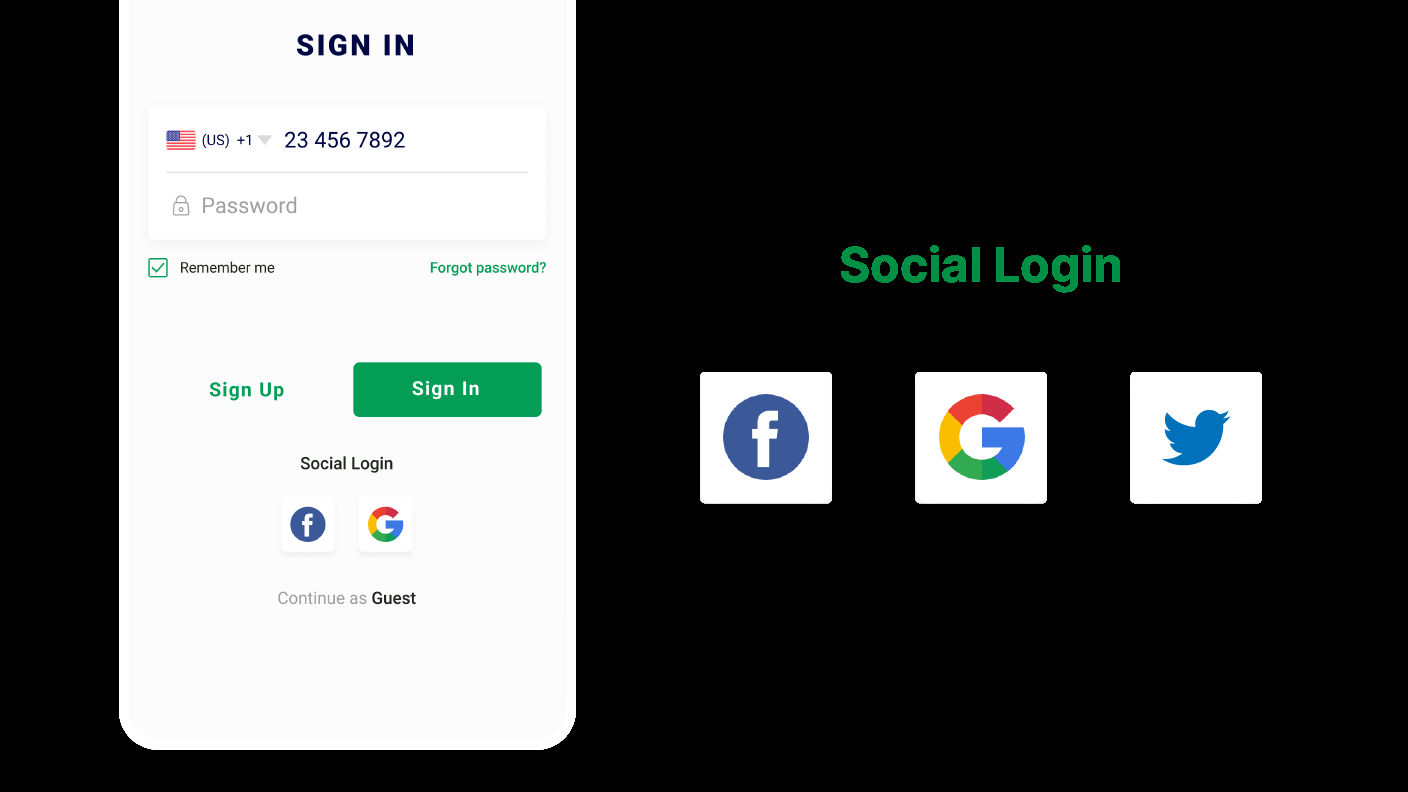 SIGN IN
(US) +1 23 456 7892
Password
Remember me Forgot password?
Sign Up Sign In
Social Login
Continue as Guest
Social Login